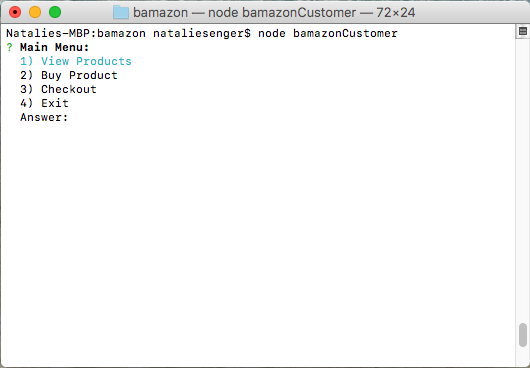 bamazon — node bamazonCustomer — 72×24
Natalies-MBP:bamazon nataliesenger$ node bamazonCustomer
? Main Menu:
  1) View Products
  2) Buy Product
  3) Checkout
  4) Exit
  Answer: